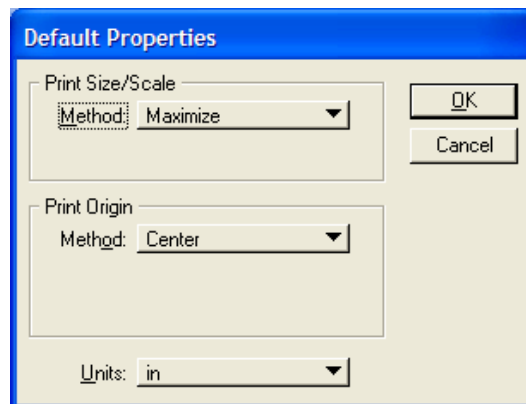 Default Properties
Print Size/Scale
Method: Maximize
OK
Cancel
Print Origin
Method: Center
Units: in